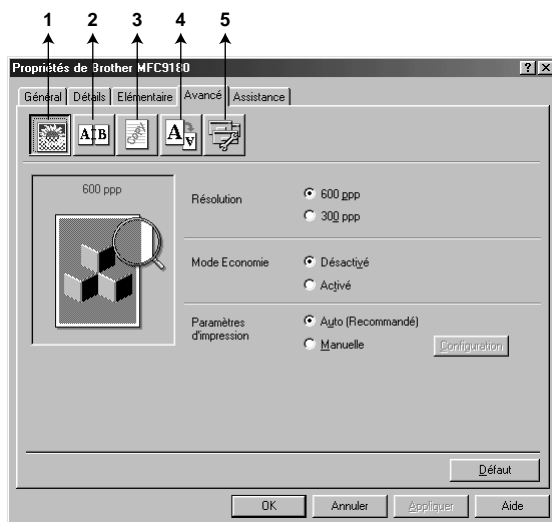 1 2 3 4 5
Propriétés de Brother MFC9180
Général Détails Elémentaire Avancé Assistance
A B copy A A
600 ppp
Résolution
600 ppp
300 ppp
Mode Economie
Désactivé
Activé
Paramètres d'impression
Auto (Recommandé)
Manuelle
Configuration
Défaut
OK Annuler Appliquer Aide